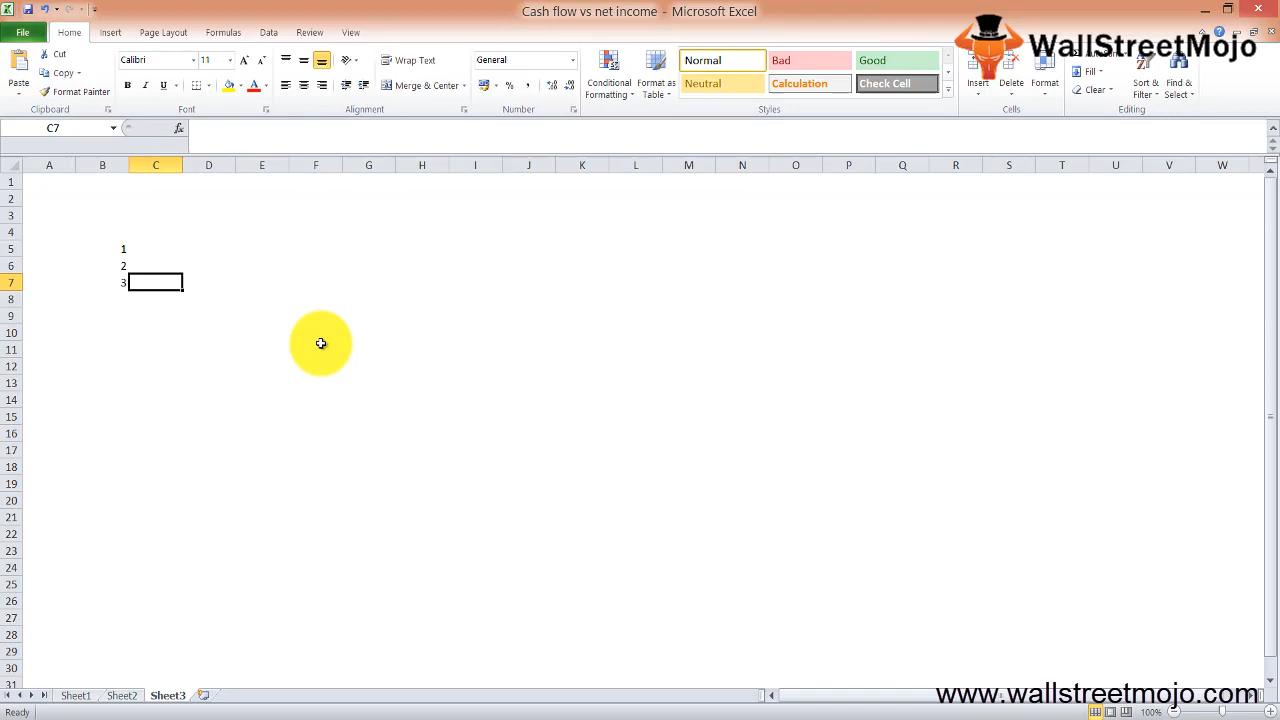 Cash flow vs net income - Microsoft Excel
WallStreetMojo
File Home Insert Page Layout Formulas Data Review View
Paste
Cut
Copy
Calibri 11
Wrap Text
Merge & Center
General
Conditional Formatting
Format as Table
Normal Bad Good
Neutral Calculation Check Cell
Insert Delete Format
Fill
Clear
Sort & Filter
Find & Select
Clipboard Font Alignment Number Styles Cells Editing
C7 fx
A B C D E F G H I J K L M N O P Q R S T U V W
1
2
3
4
5 1
6 2
7 3
8
9
10
11
12
13
14
15
16
17
18
19
20
21
22
23
24
25
26
27
28
29
30
31
Sheet1 Sheet2 Sheet3
www.wallstreetmojo.com
Ready 100%